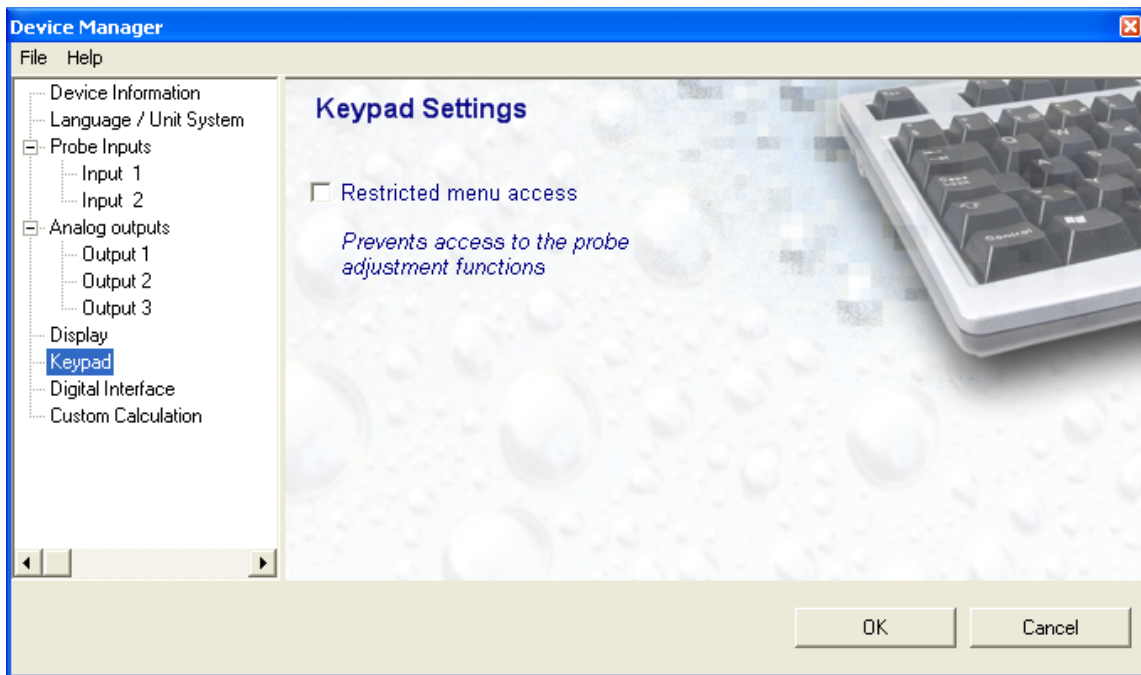 Device Manager
File Help
Device Information
Language / Unit System
Probe Inputs
Input 1
Input 2
Analog outputs
Output 1
Output 2
Output 3
Display
Keypad
Digital Interface
Custom Calculation
Keypad Settings
Restricted menu access
Prevents access to the probe
adjustment functions
Control
OK
Cancel